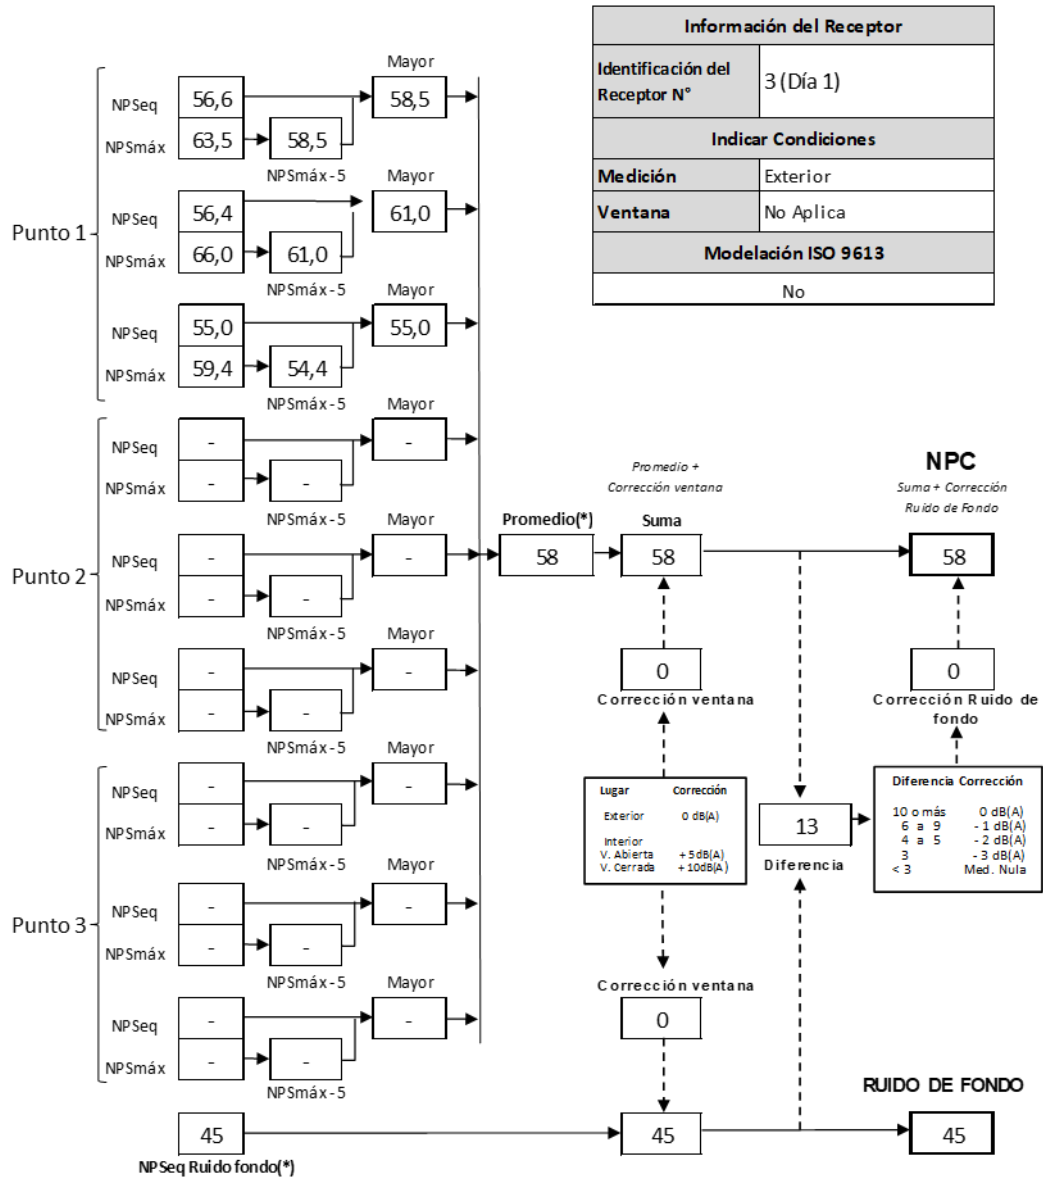 Información del Receptor
Identificación del Receptor N°
3 (Día 1)
Indicar Condiciones
Medición
Exterior
Ventana
No Aplica
Modelación ISO 9613
No
Punto 1
Mayor
NPSeq
56,6
58,5
NPSmáx
63,5
58,5
NPSmáx-5
Mayor
NPSeq
56,4
61,0
NPSmáx
66,0
61,0
NPSmáx-5
Mayor
NPSeq
55,0
55,0
NPSmáx
59,4
54,4
NPSmáx-5
Punto 2
Mayor
NPSeq
-
-
NPSmáx
-
-
NPSmáx-5
Mayor
NPSeq
-
-
NPSmáx
-
-
NPSmáx-5
Mayor
NPSeq
-
-
NPSmáx
-
-
NPSmáx-5
Punto 3
Mayor
NPSeq
-
-
NPSmáx
-
-
NPSmáx-5
Mayor
NPSeq
-
-
NPSmáx
-
-
NPSmáx-5
Mayor
NPSeq
-
-
NPSmáx
-
-
NPSmáx-5
45
NPSeq Ruido fondo(*)
Promedio(*)
58
Promedio +
Corrección ventana
Suma
58
0
Corrección ventana
Lugar Corrección
Exterior 0 dB(A)
Interior
V. Abierta +5dB(A)
V. Cerrada +10dB(A)
Corrección ventana
0
45
13
Diferencia
NPC
Suma + Corrección
Ruido de Fondo
58
0
Corrección Ruido de
fondo
Diferencia Corrección
10 o más 0 dB(A)
6 a 9 -1 dB(A)
4 a 5 -2 dB(A)
3 -3 dB(A)
< 3 Med. Nula
RUIDO DE FONDO
45